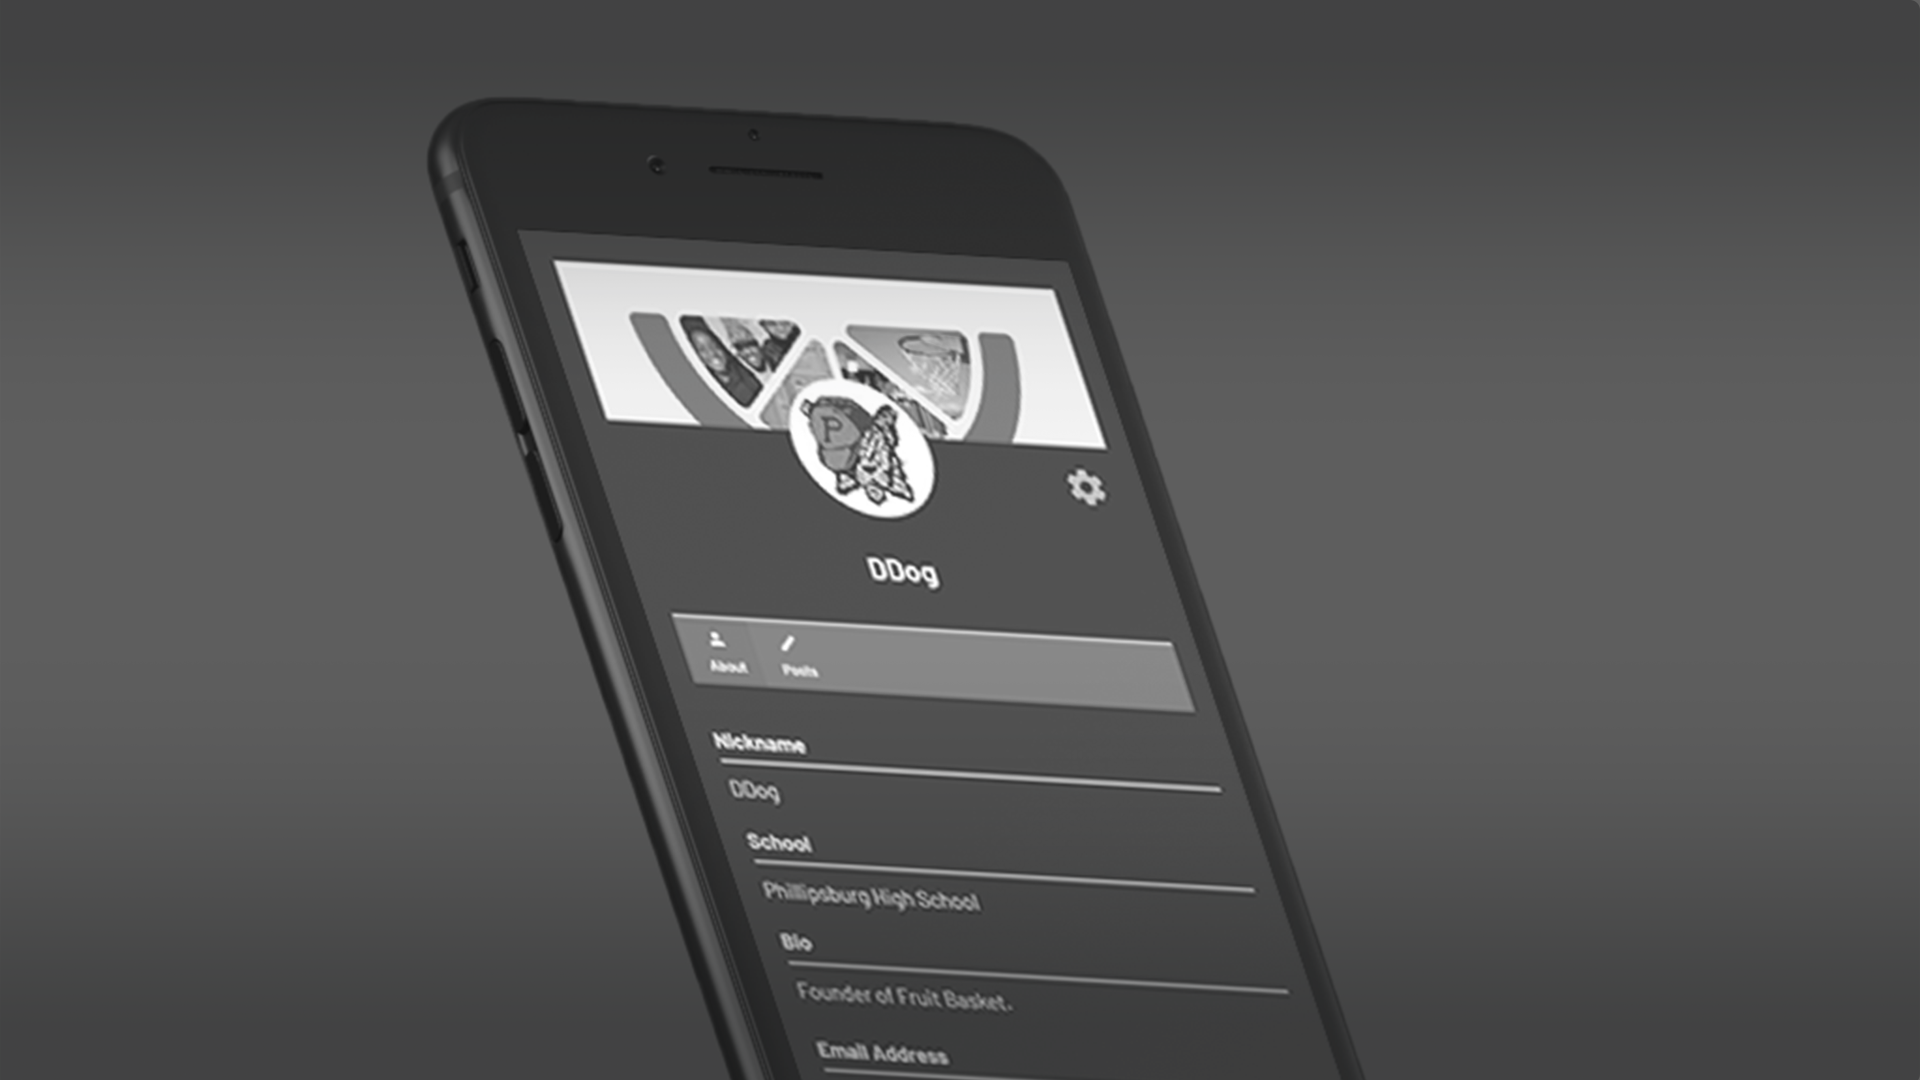 P
DDog
About
Posts
Nickname
DDog
School
Phillipsburg High School
Bio
Founder of Fruit Basket.
Email Address